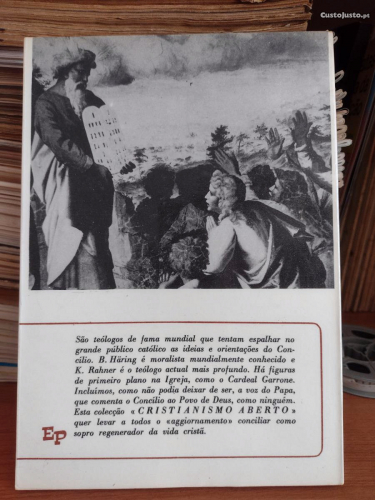 CustoJusto.pt
São teólogos de fama mundial que tentam espalhar no
grande público católico as ideias e orientações do Con-
cílio. B. Häring é moralista mundialmente conhecido e
K. Rahner é o teólogo actual mais profundo. Há figuras
de primeiro plano na Igreja, como o Cardeal Garrone.
Incluímos, como não podia deixar de ser, a voz do Papa,
que comenta o Concílio ao Povo de Deus, como ninguém.
Esta colecção «CRISTIANISMO ABERTO»
quer levar a todos o «aggiornamento» conciliar como
sopro regenerador da vida cristã.
EP